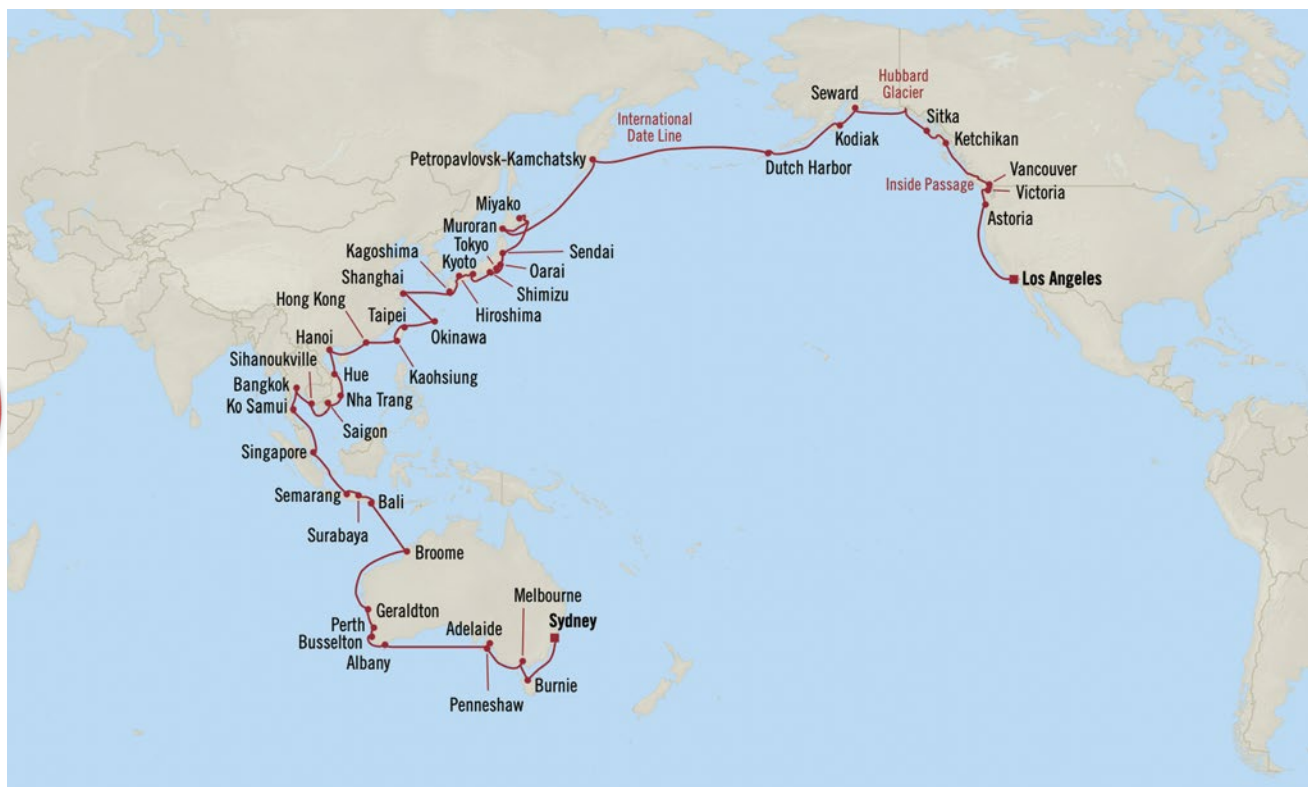 Hubbard
Glacier
Seward
Sitka
International
Date Line
Kodiak
Ketchikan
Petropavlovsk-Kamchatsky
Dutch Harbor
Vancouver
Inside Passage
Victoria
Miyako
Astoria
Muroran
Tokyo
Sendai
Kagoshima
Kyoto
Oarai
Shanghai
Los Angeles
Shimizu
Hong Kong
Taipei
Hiroshima
Hanoi
Okinawa
Sihanoukville
Hue
Kaohsiung
Bangkok
Nha Trang
Ko Samui
Saigon
Singapore
Semarang
Bali
Surabaya
Broome
Melbourne
Geraldton
Sydney
Perth
Adelaide
Busselton
Albany
Burnie
Penneshaw